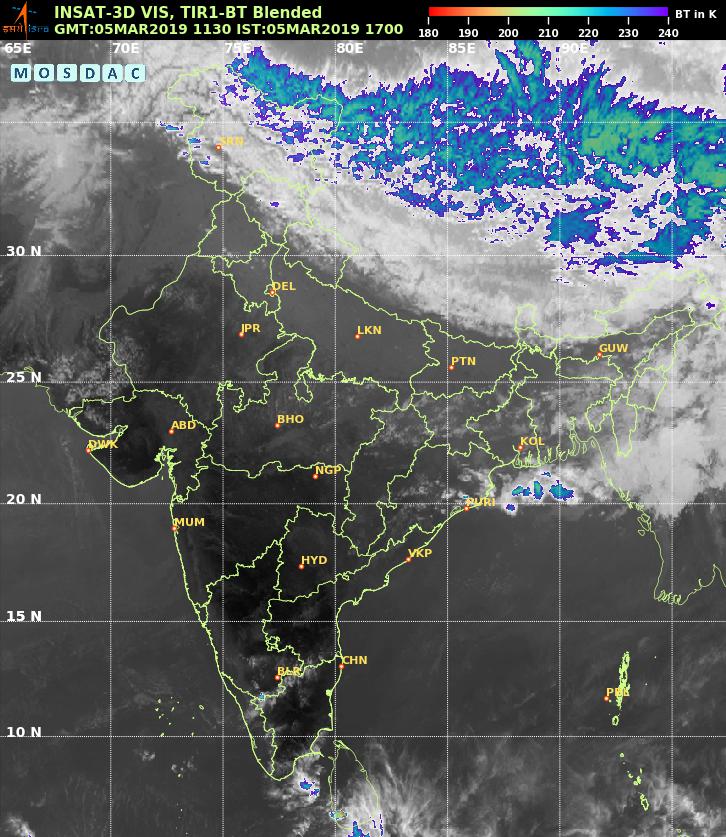 INSAT-3D VIS, TIR1-BT Blended
GMT:05MAR2019 1130 IST:05MAR2019 1700
BT in K
180 190 200 210 220 230 240
65E 70E 75E 80E 85E 90E
MOSDAC
SRN
30 N
DEL
JPR
LKN
GUW
PTN
25 N
ABD
BHO
DWK
KOL
NGP
20 N
PURI
MUM
VKP
HYD
15 N
CHN
BLR
PBL
10 N